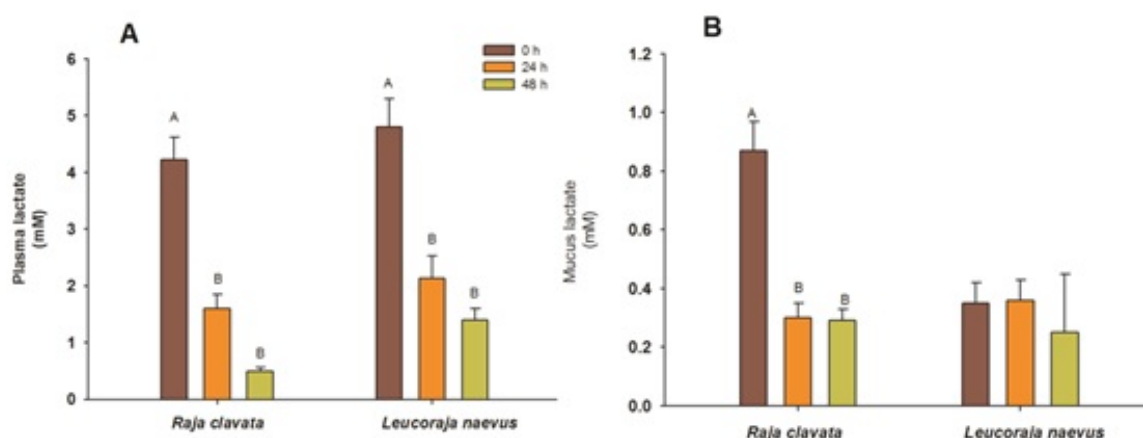 A
B
0 h
24 h
48 h
Plasma lactate
(mM)
6
5
4
3
2
1
0
A
B
B
A
B
B
Raja clavata
Leucoraja naevus
Mucus lactate
(mM)
1.2
1.0
0.8
0.6
0.4
0.2
0.0
A
B
B
Raja clavata
Leucoraja naevus